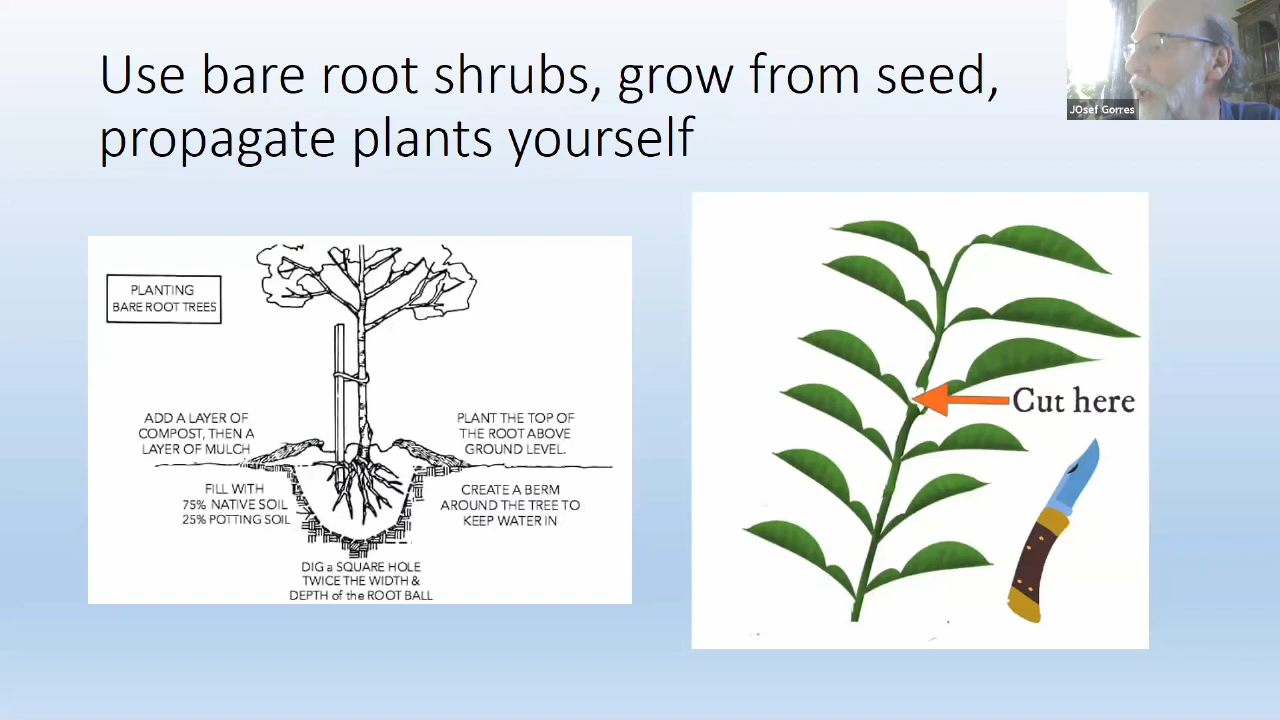 Use bare root shrubs, grow from seed,
propagate plants yourself
JOsef Gorres
PLANTING
BARE ROOT TREES
ADD A LAYER OF
COMPOST, THEN A
LAYER OF MULCH
PLANT THE TOP OF
THE ROOT ABOVE
GROUND LEVEL.
FILL WITH
75% NATIVE SOIL
25% POTTING SOIL
CREATE A BERM
AROUND THE TREE TO
KEEP WATER IN
DIG a SQUARE HOLE
TWICE THE WIDTH &
DEPTH of the ROOT BALL
Cut here